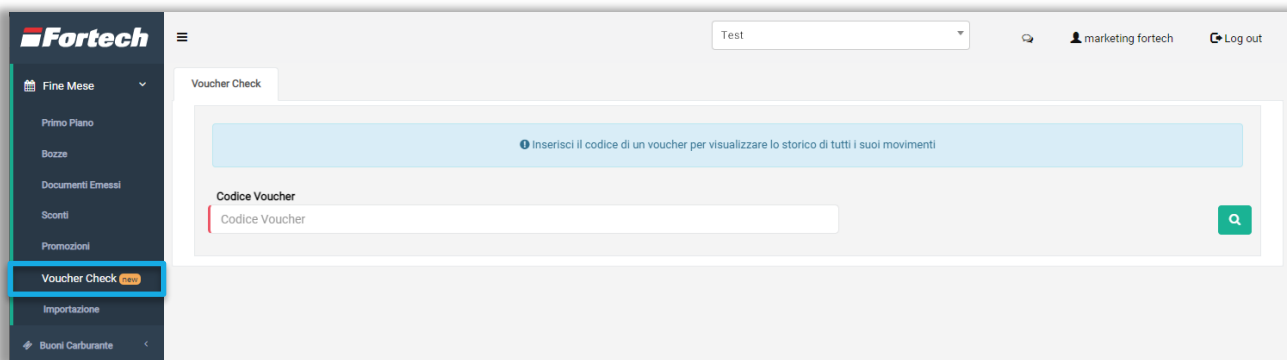 Fortech
Test
marketing fortech
Log out
Fine Mese
Voucher Check
Primo Piano
Inserisci il codice di un voucher per visualizzare lo storico di tutti i suoi movimenti
Bozze
Documenti Emessi
Codice Voucher
Sconti
Codice Voucher
Promozioni
Voucher Check new
Importazione
Buoni Carburante